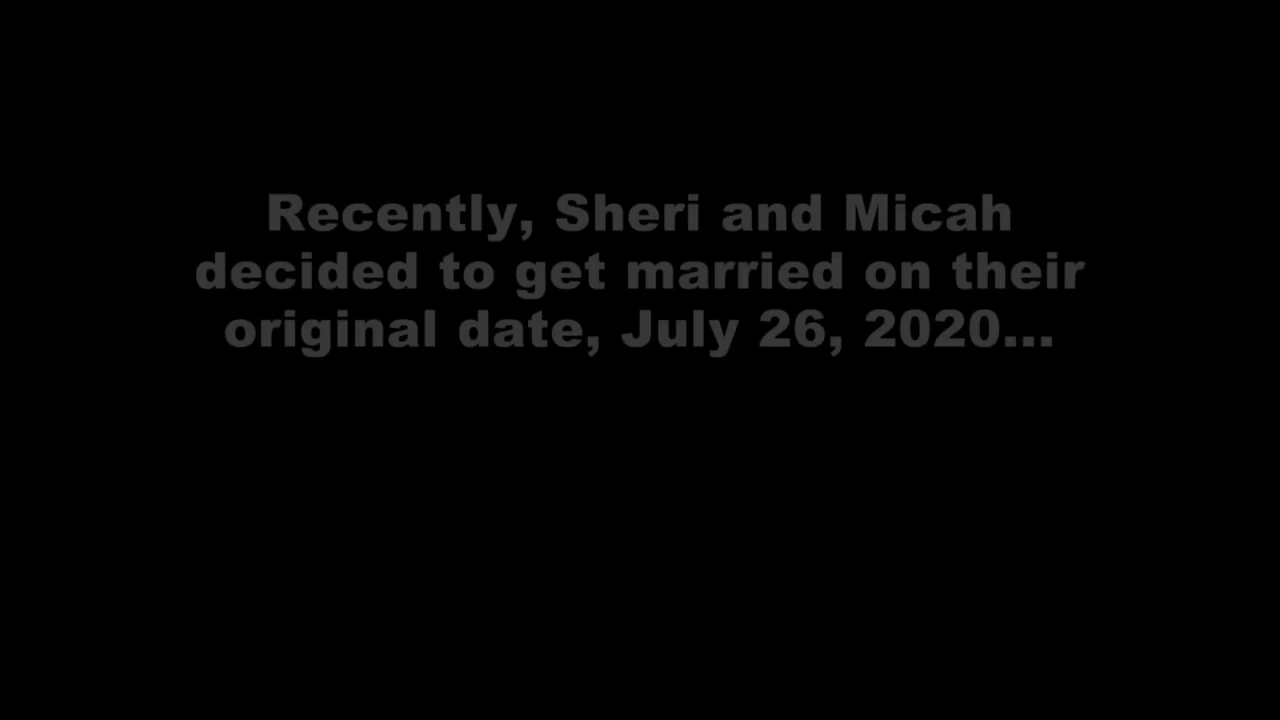 Recently, Sheri and Micah
decided to get married on their
original date, July 26, 2020...